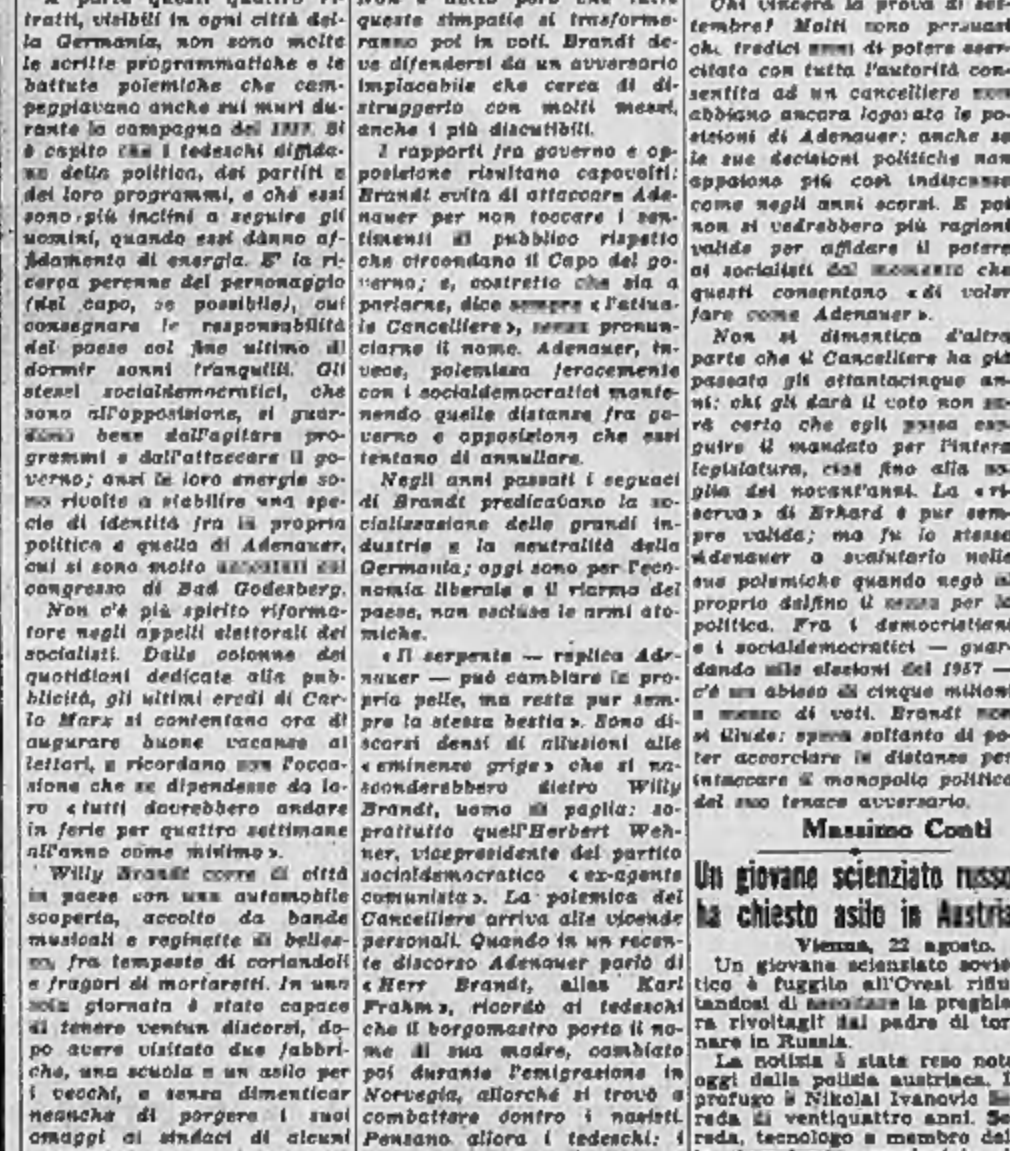 tratti, visibili in ogni città del-
la Germania, non sono molte
le scritte programmatiche e le
battute polemiche che cam-
peggiavano anche sui muri du-
rante la campagna del 1957. Si
è capito che i tedeschi diffida-
no della politica, dei partiti e
dei loro programmi, e che essi
sono più inclini a seguire gli
uomini, quando essi dànno af-
fidamento di energia. E' la ri-
cerca perenne del personaggio
(del capo, se possibile), cui
consegnare le responsabilità
del paese col fine ultimo di
dormir sonni tranquilli. Gli
stessi socialdemocratici, che
sono all'opposizione, si guar-
dano bene dall'agitare pro-
grammi e dall'attaccare il go-
verno; anzi le loro energie so-
no rivolte a stabilire una spe-
cie di identità fra la propria
politica e quella di Adenauer,
cui si sono molto
congresso di Bad Godesberg.
Non c'è più spirito riforma-
tore negli appelli elettorali dei
socialisti. Dalle colonne dei
quotidiani dedicate alla pub-
blicità, gli ultimi eredi di Car-
lo Marx si contentano ora di
augurare buone vacanze ai
lettori, e ricordano con l'occa-
sione che se dipendesse da lo-
ro «tutti dovrebbero andare
in ferie per quattro settimane
all'anno come minimo».
Willy Brandt corre di città
in paese con una automobile
scoperta, accolto da bande
musicali e reginette di bellez-
za, fra tempeste di coriandoli
e fragori di mortaretti. In una
sola giornata è stato capace
di tenere ventun discorsi, do-
po avere visitato due fabbri-
che, una scuola e un asilo per
i vecchi, e senza dimenticar
neanche di porgere i suoi
omaggi ai sindaci di alcuni
queste simpatie si trasforme-
ranno poi in voti. Brandt de-
ve difendersi da un avversario
implacabile che cerca di di-
struggerlo con molti mezzi,
anche i più discutibili.
I rapporti fra governo e op-
posizione risultano capovolti:
Brandt evita di attaccare Ade-
nauer per non toccare i sen-
timenti di pubblico rispetto
che circondano il Capo del go-
verno; e, costretto che sia a
parlarne, dice sempre «l'attua-
le Cancelliere», senza pronun-
ciarne il nome. Adenauer, in-
vece, polemizza ferocemente
con i socialdemocratici mante-
nendo quelle distanze fra go-
verno e opposizione che essi
tentano di annullare.
Negli anni passati i seguaci
di Brandt predicavano la so-
cializzazione delle grandi in-
dustrie e la neutralità della
Germania; oggi sono per l'eco-
nomia liberale e il riarmo del
paese, non escluse le armi ato-
miche.
«Il serpente — replica Ade-
nauer — può cambiare la pro-
pria pelle, ma resta pur sem-
pre la stessa bestia». Sono di-
scorsi densi di allusioni alle
«eminenze grige» che si na-
sconderebbero dietro Willy
Brandt, uomo di paglia: so-
prattutto quell'Herbert Weh-
ner, vicepresidente del partito
socialdemocratico «ex-agente
comunista». La polemica del
Cancelliere arriva alle vicende
personali. Quando in un recen-
te discorso Adenauer parlò di
«Herr Brandt, alias Karl
Frahm», ricordò ai tedeschi
che il borgomastro porta il no-
me di sua madre, cambiato
poi durante l'emigrazione in
Norvegia, allorché si trovò a
combattere contro i nazisti.
Pensano allora i tedeschi: i
Chi vincerà la prova di set-
tembre? Molti sono persuasi
che tredici anni di potere eser-
citato con tutta l'autorità con-
sentita ad un cancelliere non
abbiano ancora logorato le po-
sizioni di Adenauer; anche se
le sue decisioni politiche non
appaiono più così indiscusse
come negli anni scorsi. E poi
non si vedrebbero più ragioni
valide per affidare il potere
ai socialisti dal momento che
questi consentano «di voler
fare come Adenauer».
Non si dimentica d'altra
parte che il Cancelliere ha già
passato gli ottantacinque an-
ni: chi gli darà il voto non sa-
rà certo che egli possa ese-
guire il mandato per l'intera
legislatura, cioè fino alla so-
glia dei novant'anni. La «ri-
serva» di Erhard è pur sem-
pre valida; ma fu lo stesso
Adenauer a svalutarlo nelle
sue polemiche quando negò al
proprio delfino il senso per la
politica. Fra i democristiani
e i socialdemocratici — guar-
dando alle elezioni del 1957 —
c'è un abisso di cinque milioni
e mezzo di voti. Brandt non
si illude: spera soltanto di po-
ter accorciare le distanze per
intaccare il monopolio politico
del suo tenace avversario.
Massimo Conti
Un giovane scienziato russo
ha chiesto asilo in Austria
Vienna, 22 agosto.
Un giovane scienziato sovie
tico è fuggito all'Ovest rifiu
tandosi di ascoltare la preghie
ra rivoltagli dal padre di tor
nare in Russia.
La notizia è stata reso nota
oggi dalla polizia austriaca. I
profugo è Nikolai Ivanovic Se
reda di ventiquattro anni. Se
reda, tecnologo e membro del